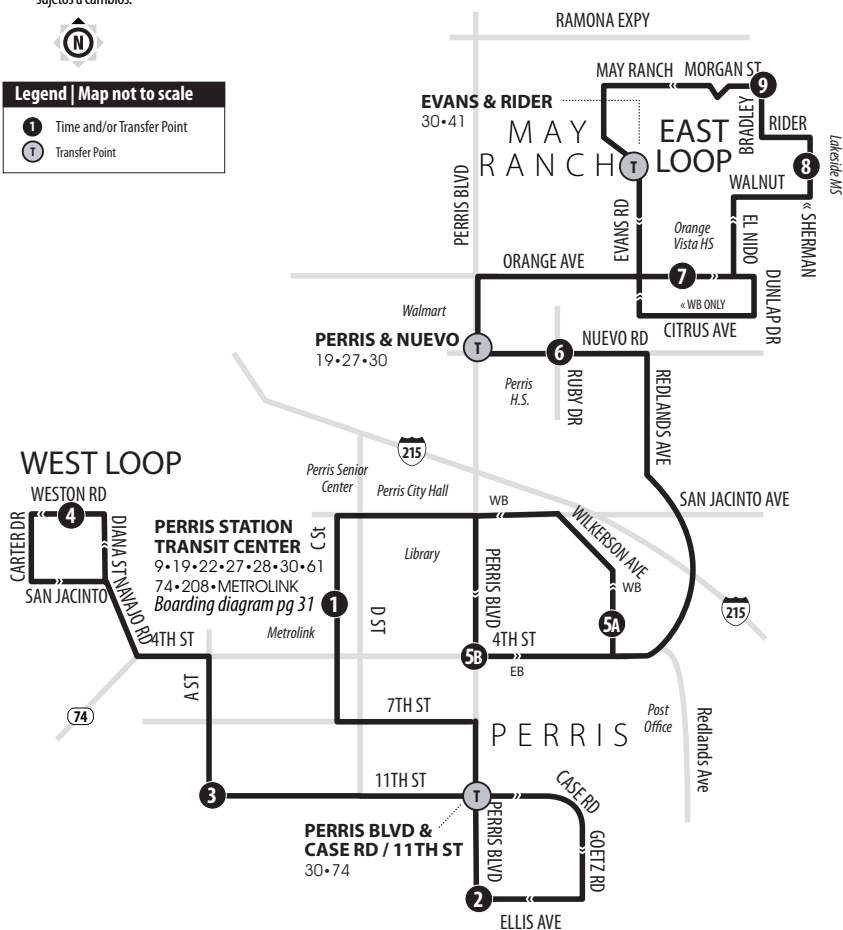 sujetos a cambios.
N
Legend | Map not to scale
1 Time and/or Transfer Point
T Transfer Point
RAMONA EXPY
MAY RANCH
MORGAN ST
9
EVANS & RIDER
30•41
MAY
RANCH
EAST
LOOP
BRADLEY
RIDER
T
8
Lakeside MS
PERRIS BLVD
WALNUT
EVANS RD
Orange
Vista HS
EL NIDO
« SHERMAN
ORANGE AVE
7
DUNLAP DR
« WB ONLY
CITRUS AVE
Walmart
PERRIS & NUEVO
19•27•30
T
6
NUEVO RD
Perris
H.S.
RUBY DR
REDLANDS AVE
215
WEST LOOP
Perris Senior
Center
Perris City Hall
WESTON RD
4
WB
SAN JACINTO AVE
CARTER DR
DIANA ST
PERRIS STATION
TRANSIT CENTER
9•19•22•27•28•30•61
74•208•METROLINK
Boarding diagram pg 31
C St
Library
PERRIS BLVD
WILKERSON AVE
WB
SAN JACINTO
NAVAJO RD
1
D ST
Metrolink
5A
215
4TH ST
5B
4TH ST
EB
A ST
74
7TH ST
PERRIS
Post
Office
Redlands Ave
3
11TH ST
T
CASE RD
PERRIS BLVD &
CASE RD / 11TH ST
30•74
PERRIS BLVD
GOETZ RD
2
ELLIS AVE